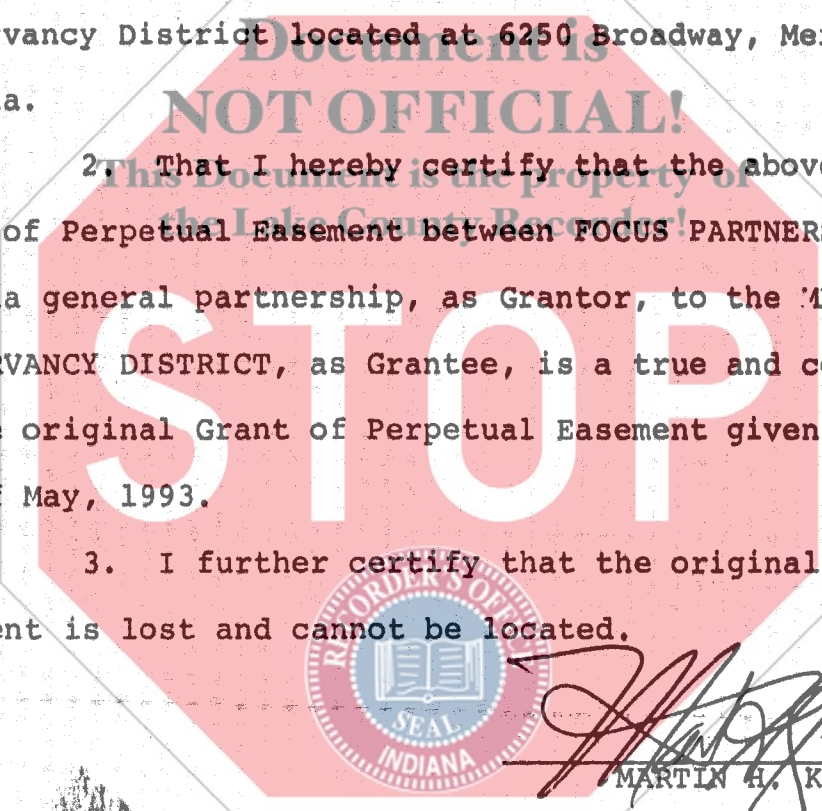 rvancy District located at 6250 Broadway, Me
Document is
a.
NOT OFFICIAL!
2. That I hereby certify that the above
This Document is the property of
the Lake County Recorder!
of Perpetual Easement between FOCUS PARTNER
a general partnership, as Grantor, to the
RVANCY DISTRICT, as Grantee, is a true and c
STOP
original Grant of Perpetual Easement given
May, 1993.
3. I further certify that the original
ent is lost and cannot be located.
RECORDER'S OFFICE
SEAL
INDIANA
MARTIN H. K